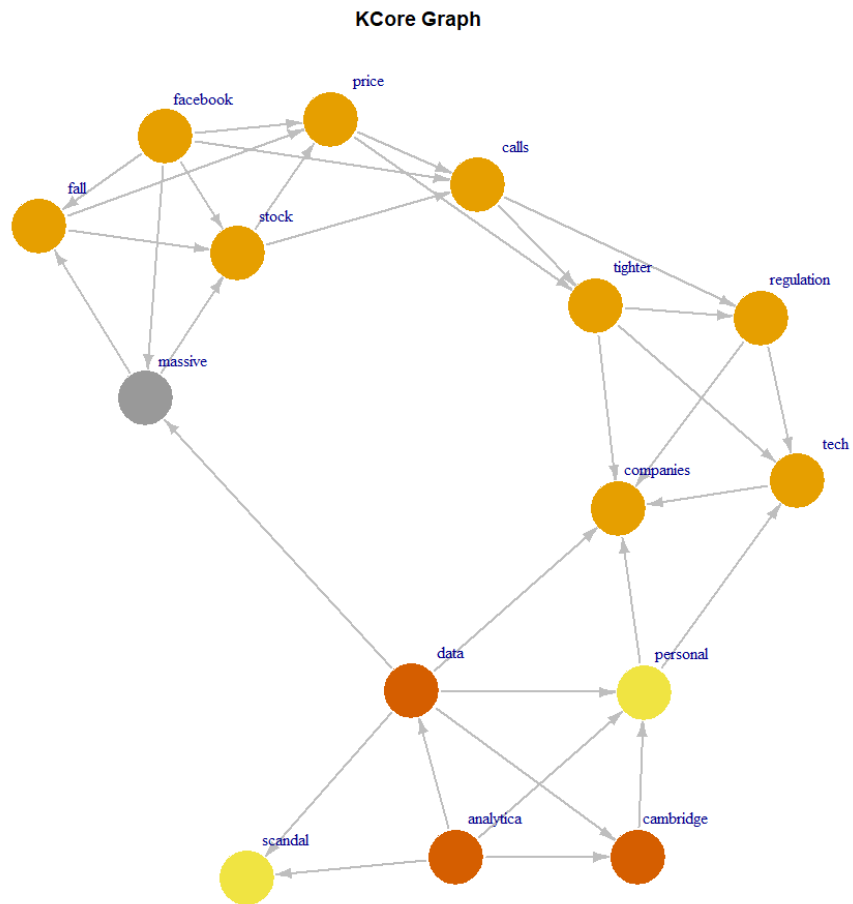 KCore Graph
price
facebook
calls
fall
stock
tighter
regulation
massive
tech
companies
data
personal
analytica
cambridge
scandal